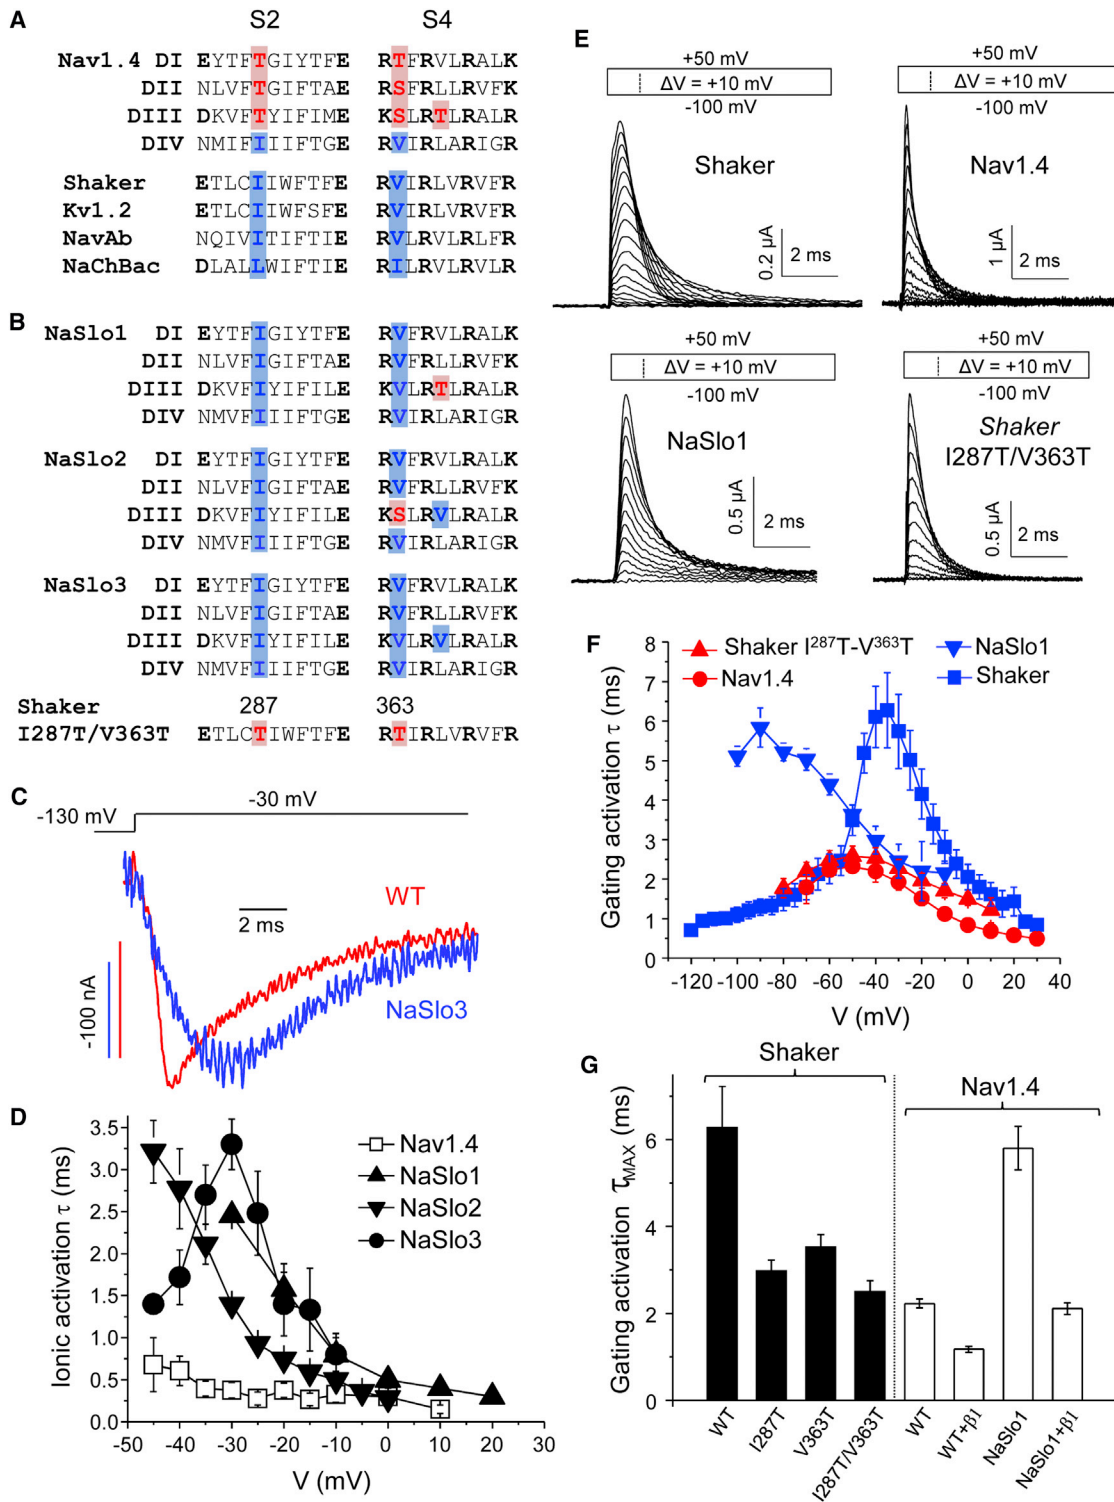 A
S2 S4
Nav1.4 DI EYTFTGIYTFE RTFRVLRALK
DII NLVFTGIFTAE RSFRLLRVFK
DIII DKVFTYIFIME KSLRTLRALR
DIV NMIFIIIFTGE RVIRLARIGR
Shaker ETLCIIWFTFE RVIRLVRVFR
Kv1.2 ETLCIIWFSFE RVIRLVRVFR
NavAb NQIVITIFTIE RVLRVLRLFR
NaChBac DLALLWIFTIE RIFRVLRVLR
B
NaSlo1 DI EYTFIGIYTFE RVFRVLRALK
DII NLVFIGIFTAE RVFRLLRVFK
DIII DKVFIYIFILE KVLRTLRALR
DIV NMVFIIIFTGE RVIRLARIGR
NaSlo2 DI EYTFIGIYTFE RVFRVLRALK
DII NLVFIGIFTAE RVFRLLRVFK
DIII DKVFIYIFILE KSLRVLRALR
DIV NMVFIIIFTGE RVIRLARIGR
NaSlo3 DI EYTFIGIYTFE RVFRVLRALK
DII NLVFIGIFTAE RVFRLLRVFK
DIII DKVFIYIFILE KVLRVLRALR
DIV NMVFIIIFTGE RVIRLARIGR
Shaker 287 363
I287T/V363T ETLCTIWFTFE RTIRLVRVFR
C
-130 mV
-30 mV
WT
2 ms
-100 nA
NaSlo3
D
Ionic activation τ (ms)
3.5
3.0
2.5
2.0
1.5
1.0
0.5
0.0
Nav1.4
NaSlo1
NaSlo2
NaSlo3
-50 -40 -30 -20 -10 0 10 20 30
V (mV)
E
+50 mV
ΔV = +10 mV
-100 mV
Shaker
0.2 µA
2 ms
+50 mV
ΔV = +10 mV
-100 mV
Nav1.4
1 µA
2 ms
+50 mV
ΔV = +10 mV
-100 mV
NaSlo1
0.5 µA
2 ms
+50 mV
ΔV = +10 mV
-100 mV
Shaker
I287T/V363T
0.5 µA
2 ms
F
Gating activation τ (ms)
8
7
6
5
4
3
2
1
0
Shaker I287T-V363T
Nav1.4
NaSlo1
Shaker
-120 -100 -80 -60 -40 -20 0 20 40
V (mV)
G
Gating activation τMAX (ms)
6
4
2
0
Shaker
Nav1.4
WT
I287T
V363T
I287T/V363T
WT
WT+β1
NaSlo1
NaSlo1+β1